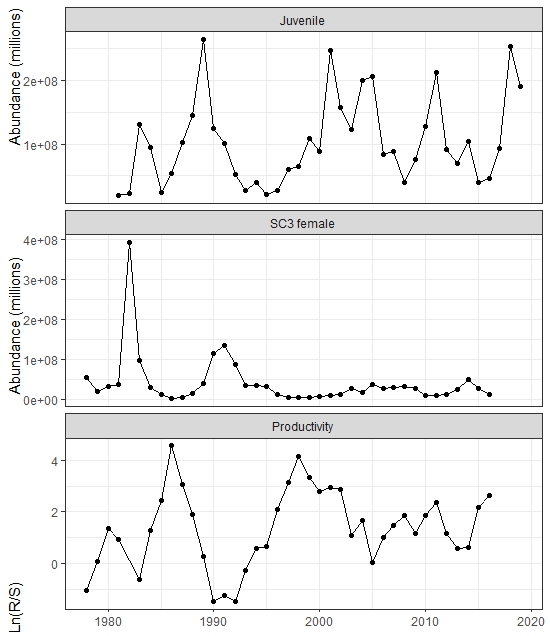 Juvenile
Abundance (millions)
2e+08
1e+08
SC3 female
Abundance (millions)
4e+08
3e+08
2e+08
1e+08
0e+00
Productivity
Ln(R/S)
4
2
0
1980 1990 2000 2010 2020